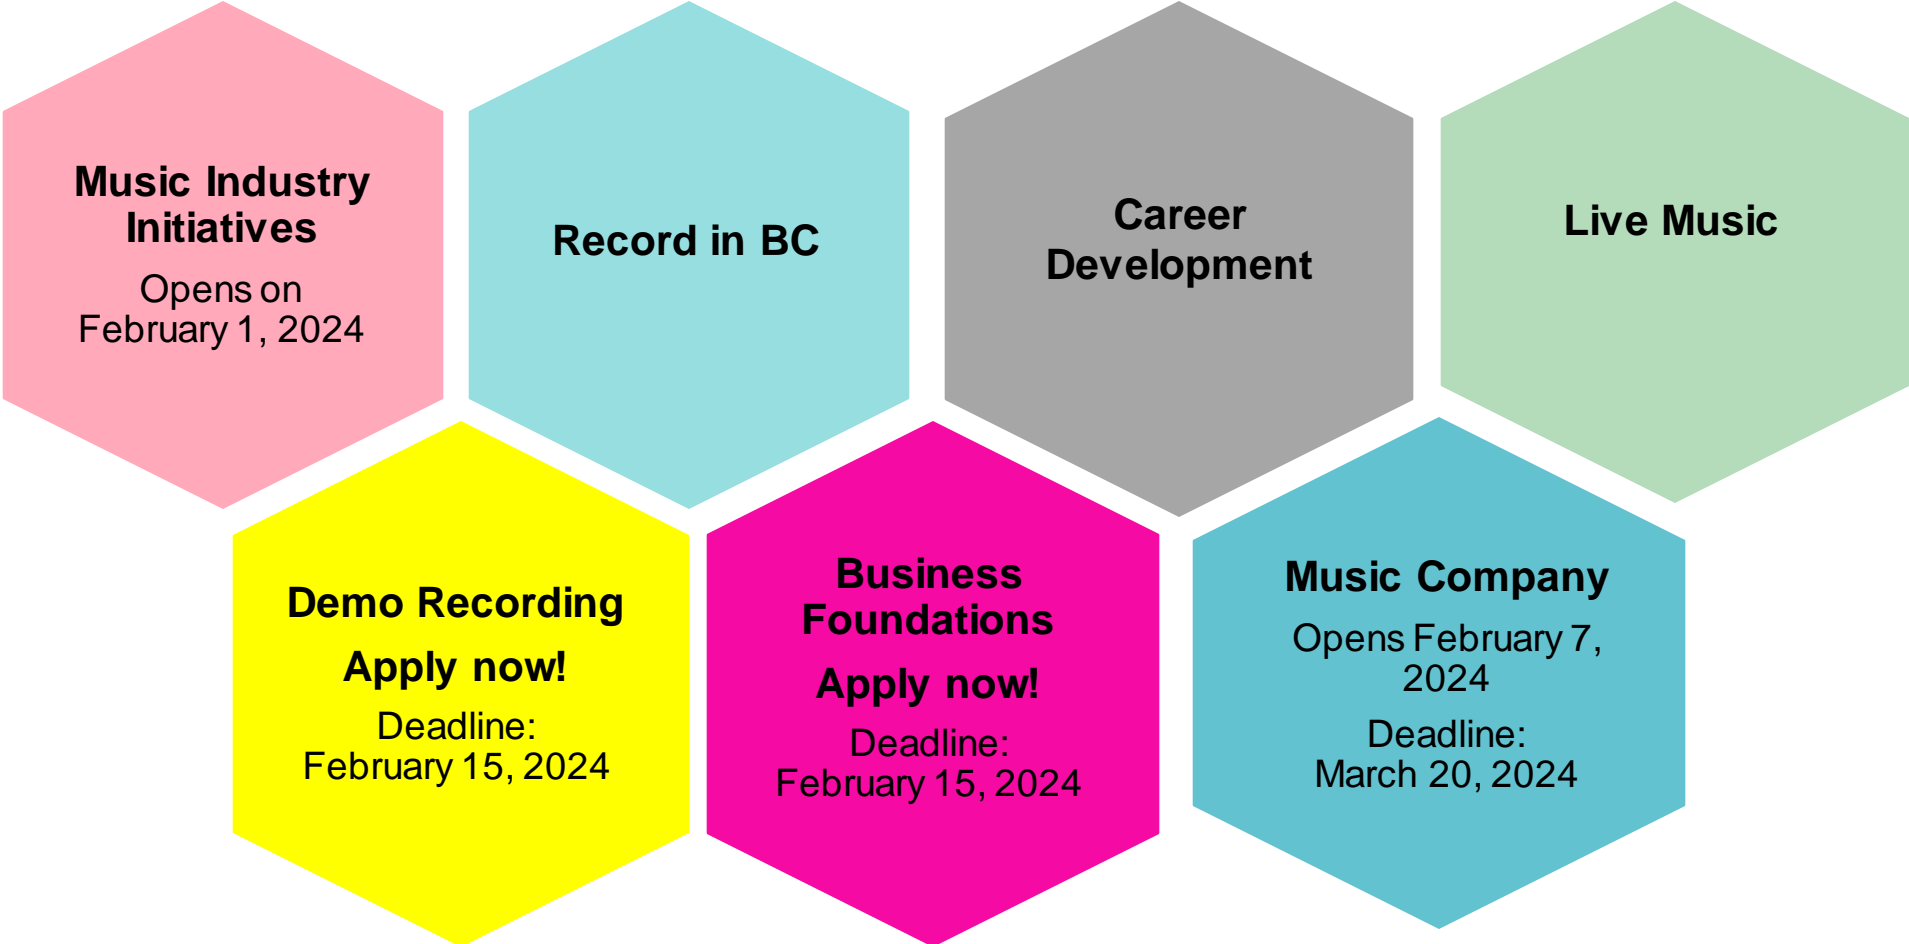 Music Industry
Initiatives
Opens on
February 1, 2024
Record in BC
Career
Development
Live Music
Demo Recording
Apply now!
Deadline:
February 15, 2024
Business
Foundations
Apply now!
Deadline:
February 15, 2024
Music Company
Opens February 7,
2024
Deadline:
March 20, 2024